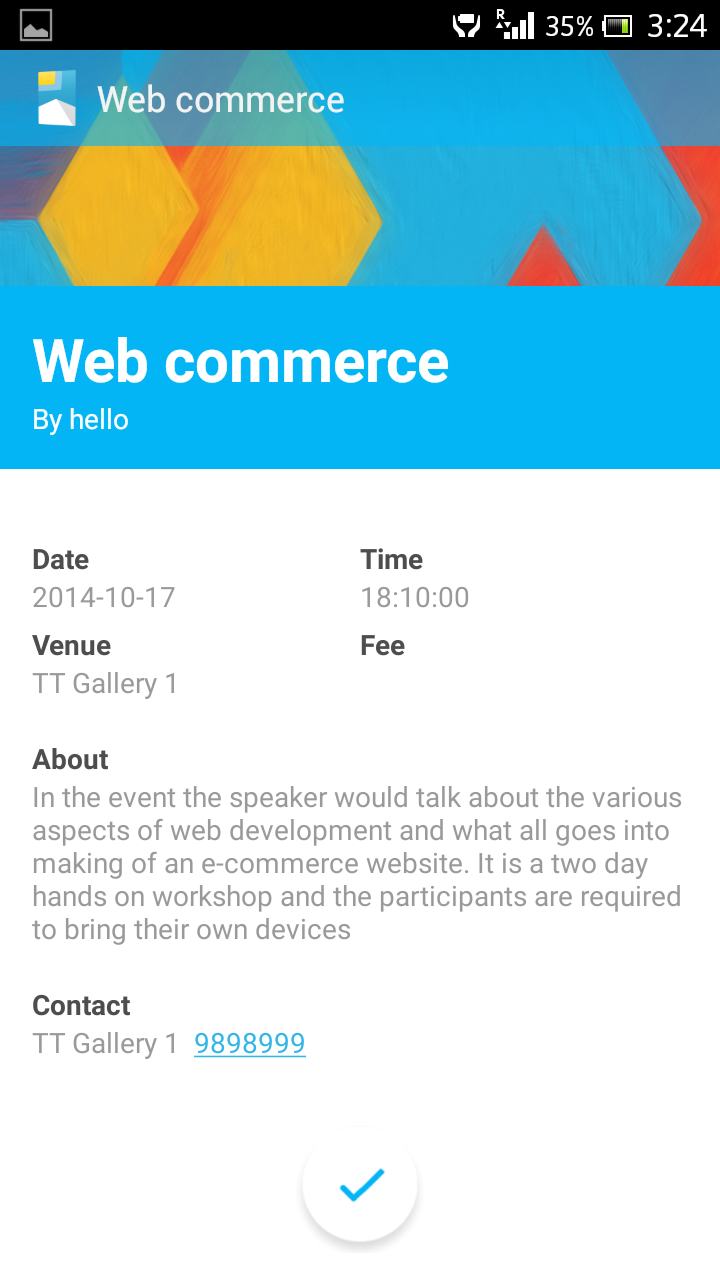 R 35% 3:24
Web commerce
Web commerce
By hello
Date Time
2014-10-17 18:10:00
Venue Fee
TT Gallery 1
About
In the event the speaker would talk about the various
aspects of web development and what all goes into
making of an e-commerce website. It is a two day
hands on workshop and the participants are required
to bring their own devices
Contact
TT Gallery 1 9898999